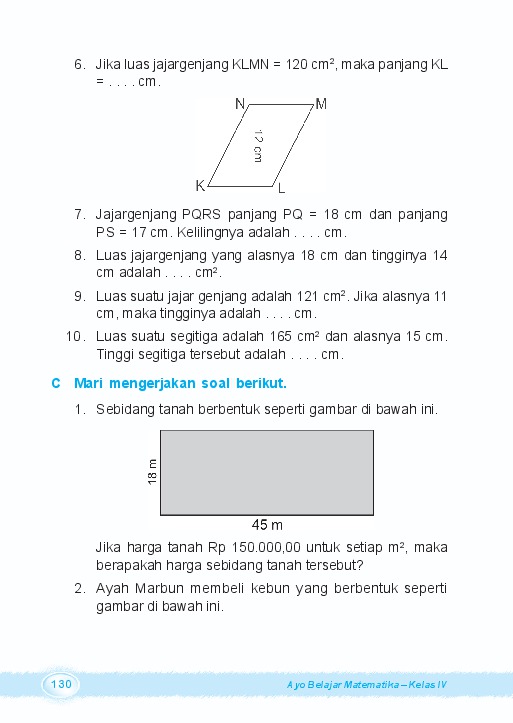 6. Jika luas jajargenjang KLMN = 120 cm², maka panjang KL
= . . . . cm.
N M
12 cm
K L
7. Jajargenjang PQRS panjang PQ = 18 cm dan panjang
PS = 17 cm. Kelilingnya adalah . . . . cm.
8. Luas jajargenjang yang alasnya 18 cm dan tingginya 14
cm adalah . . . . cm².
9. Luas suatu jajar genjang adalah 121 cm². Jika alasnya 11
cm, maka tingginya adalah . . . . cm.
10. Luas suatu segitiga adalah 165 cm² dan alasnya 15 cm.
Tinggi segitiga tersebut adalah . . . . cm.
C Mari mengerjakan soal berikut.
1. Sebidang tanah berbentuk seperti gambar di bawah ini.
18 m
45 m
Jika harga tanah Rp 150.000,00 untuk setiap m², maka
berapakah harga sebidang tanah tersebut?
2. Ayah Marbun membeli kebun yang berbentuk seperti
gambar di bawah ini.
130 Ayo Belajar Matematika – Kelas IV